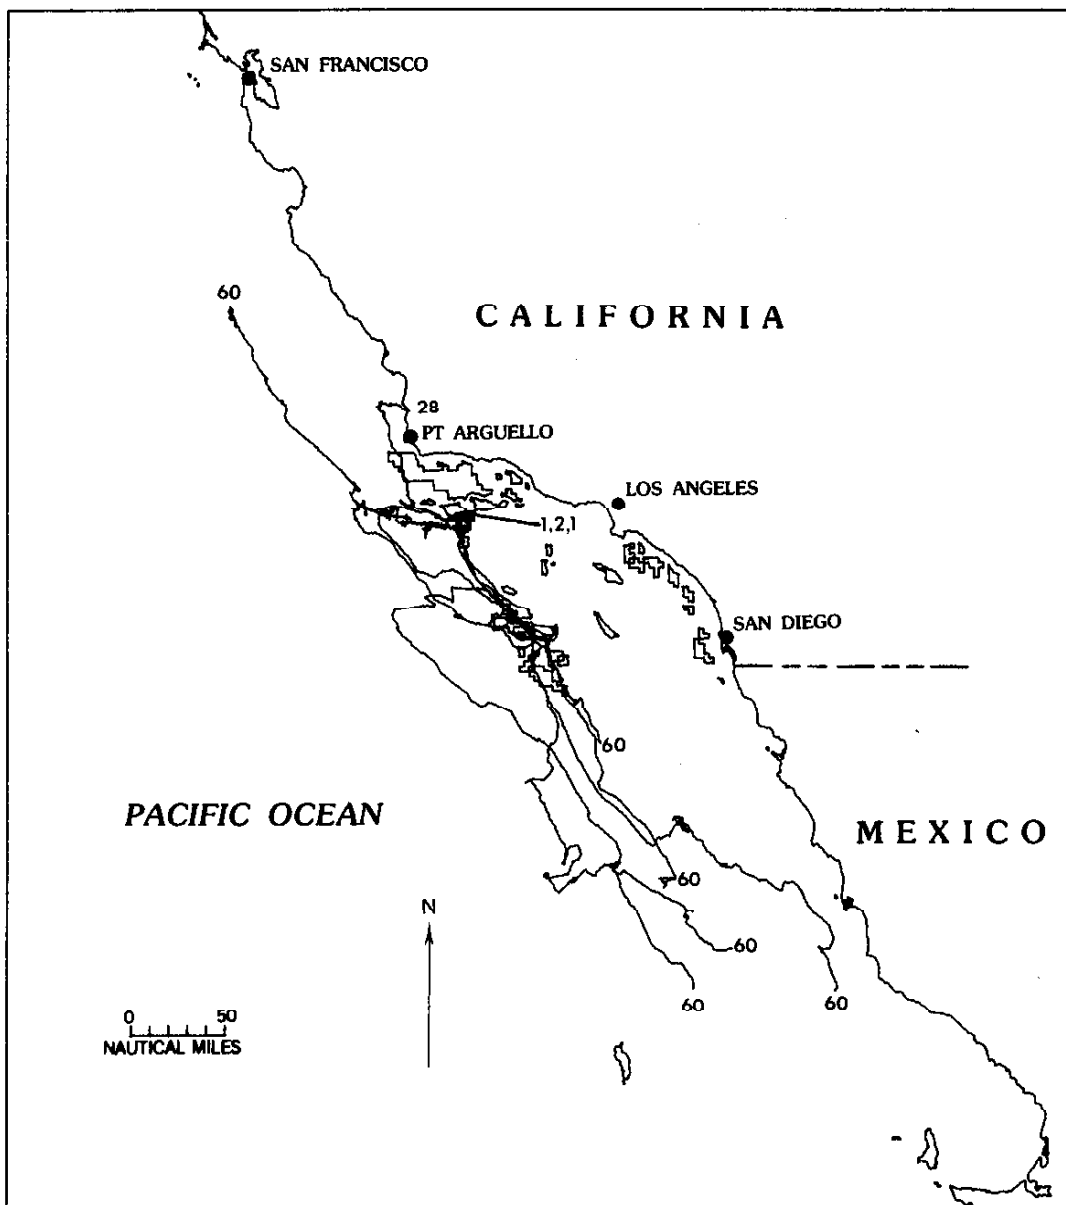 SAN FRANCISCO
60
CALIFORNIA
28
PT ARGUELLO
LOS ANGELES
1,2,1
SAN DIEGO
60
PACIFIC OCEAN
MEXICO
60
N
60
60
60
0 50
NAUTICAL MILES